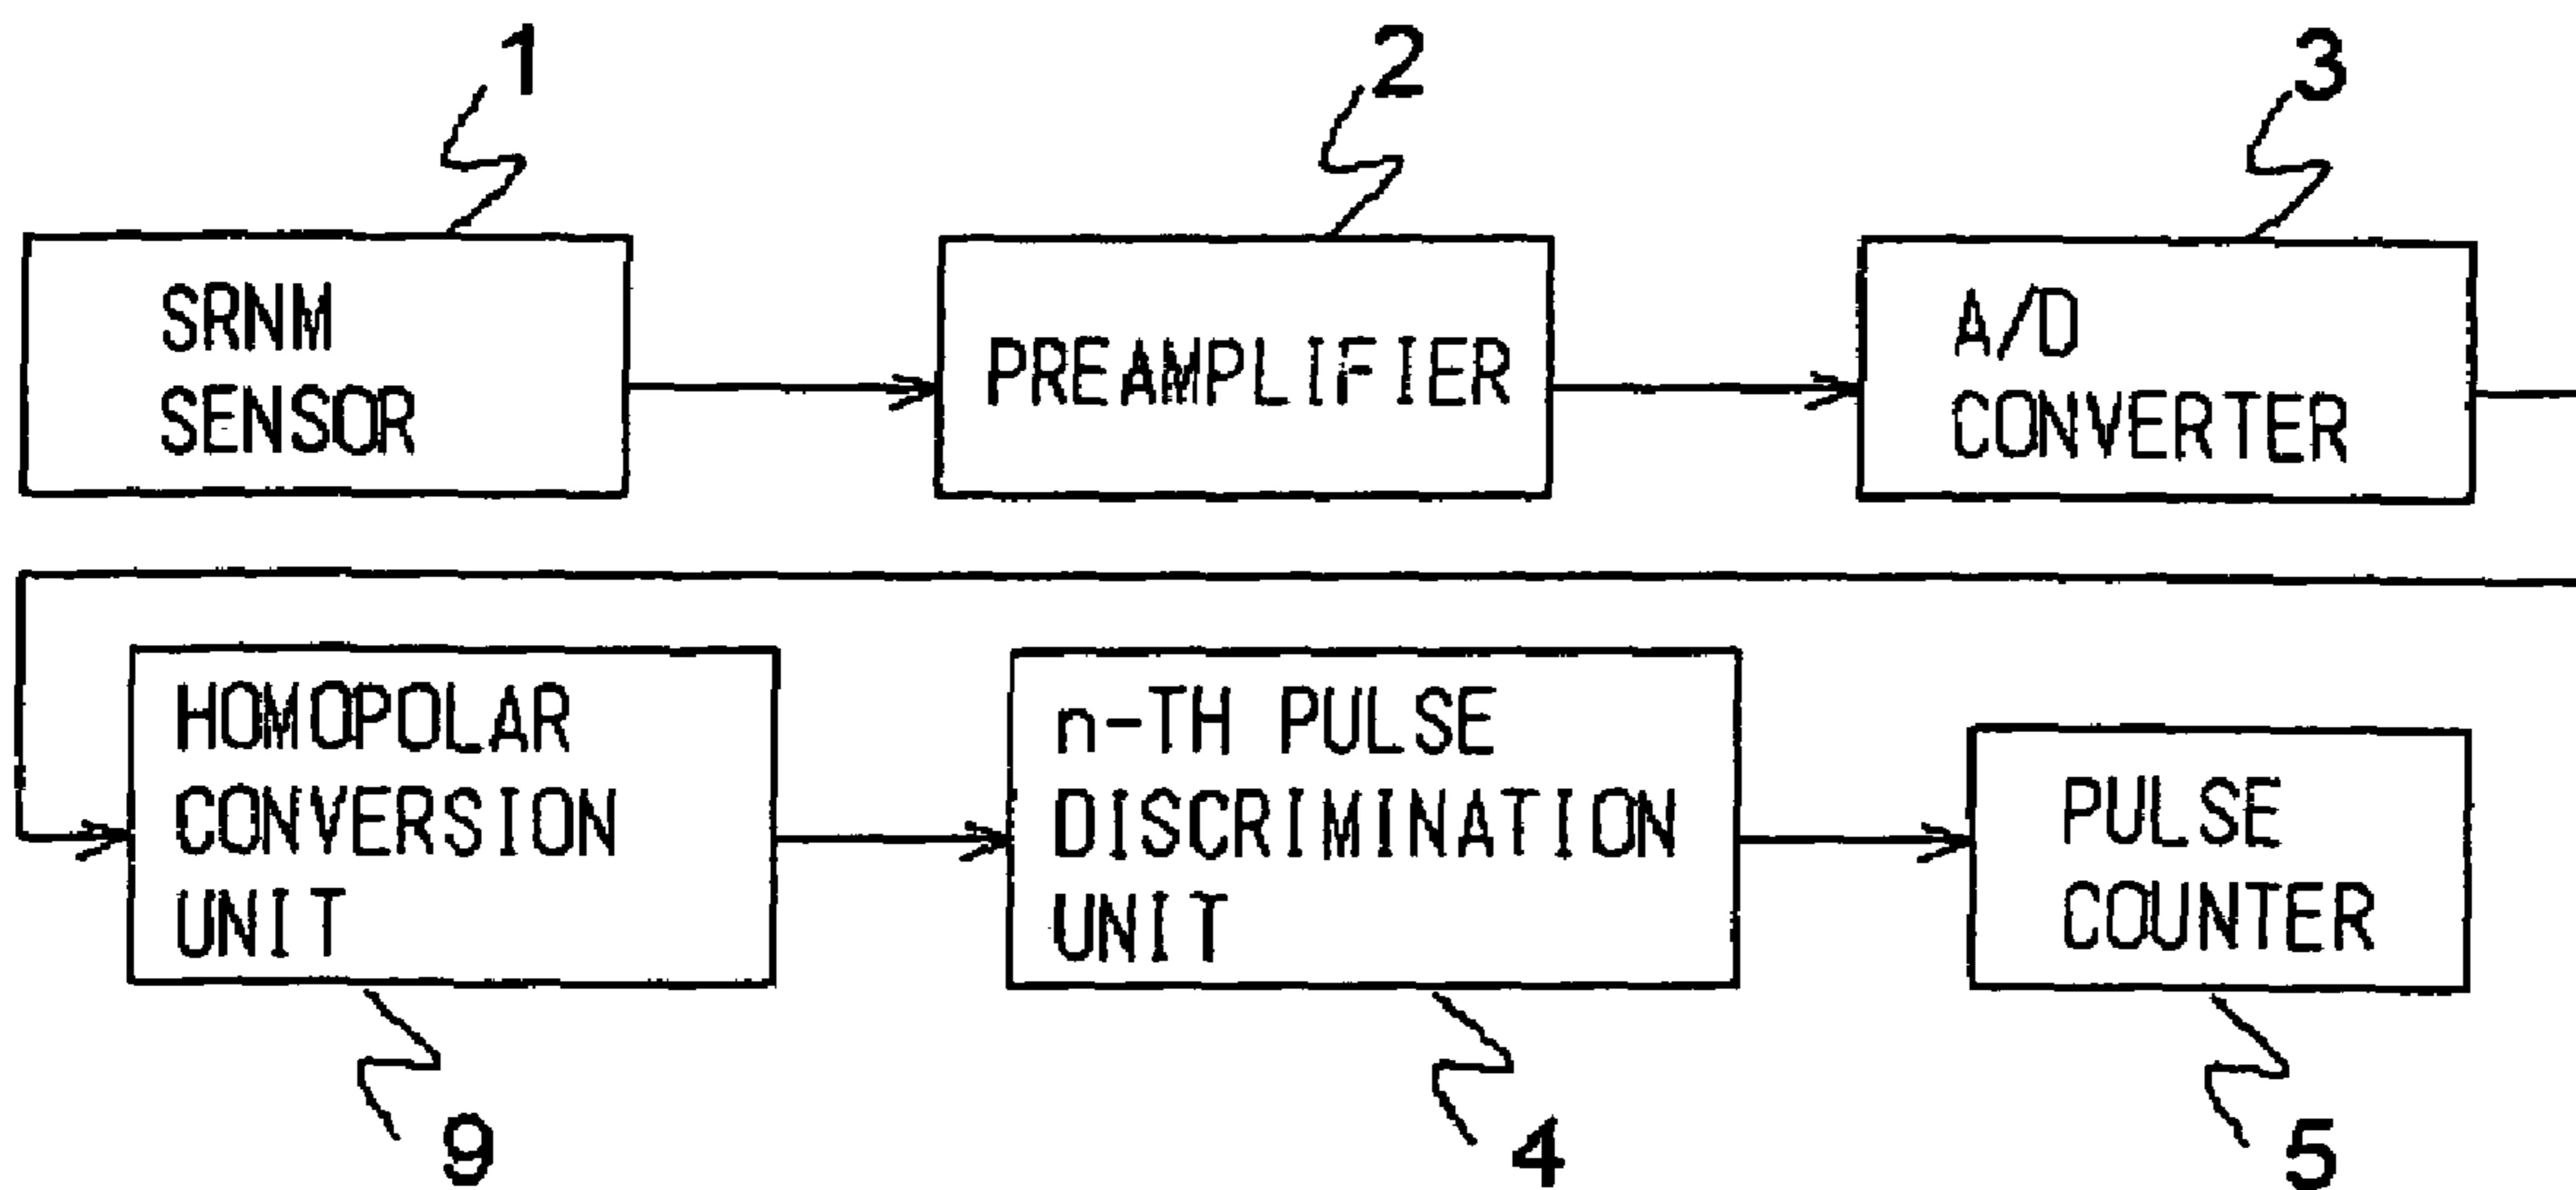 1
2
3
SRNM
SENSOR
PREAMPLIFIER
A/D
CONVERTER
HOMOPOLAR
CONVERSION
UNIT
n-TH PULSE
DISCRIMINATION
UNIT
PULSE
COUNTER
9
4
5